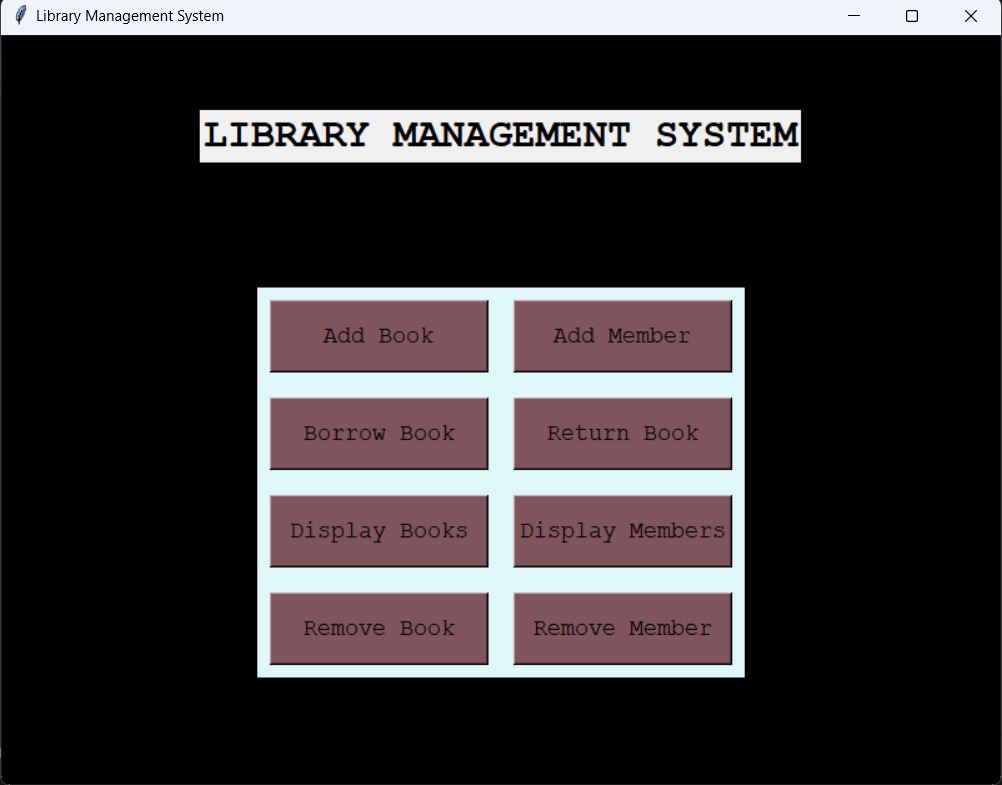 Library Management System
LIBRARY MANAGEMENT SYSTEM
Add Book
Add Member
Borrow Book
Return Book
Display Books
Display Members
Remove Book
Remove Member